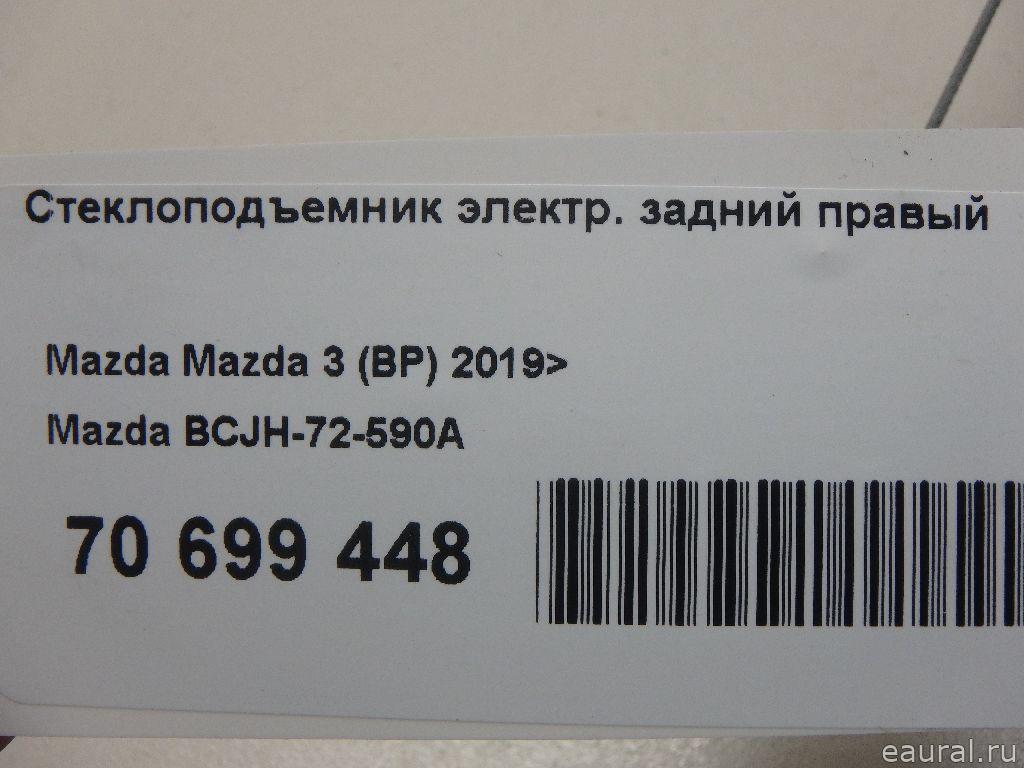 Стеклоподъемник электр. задний правый
Mazda Mazda 3 (BP) 2019>
Mazda BCJH-72-590A
70 699 448
eaural.ru